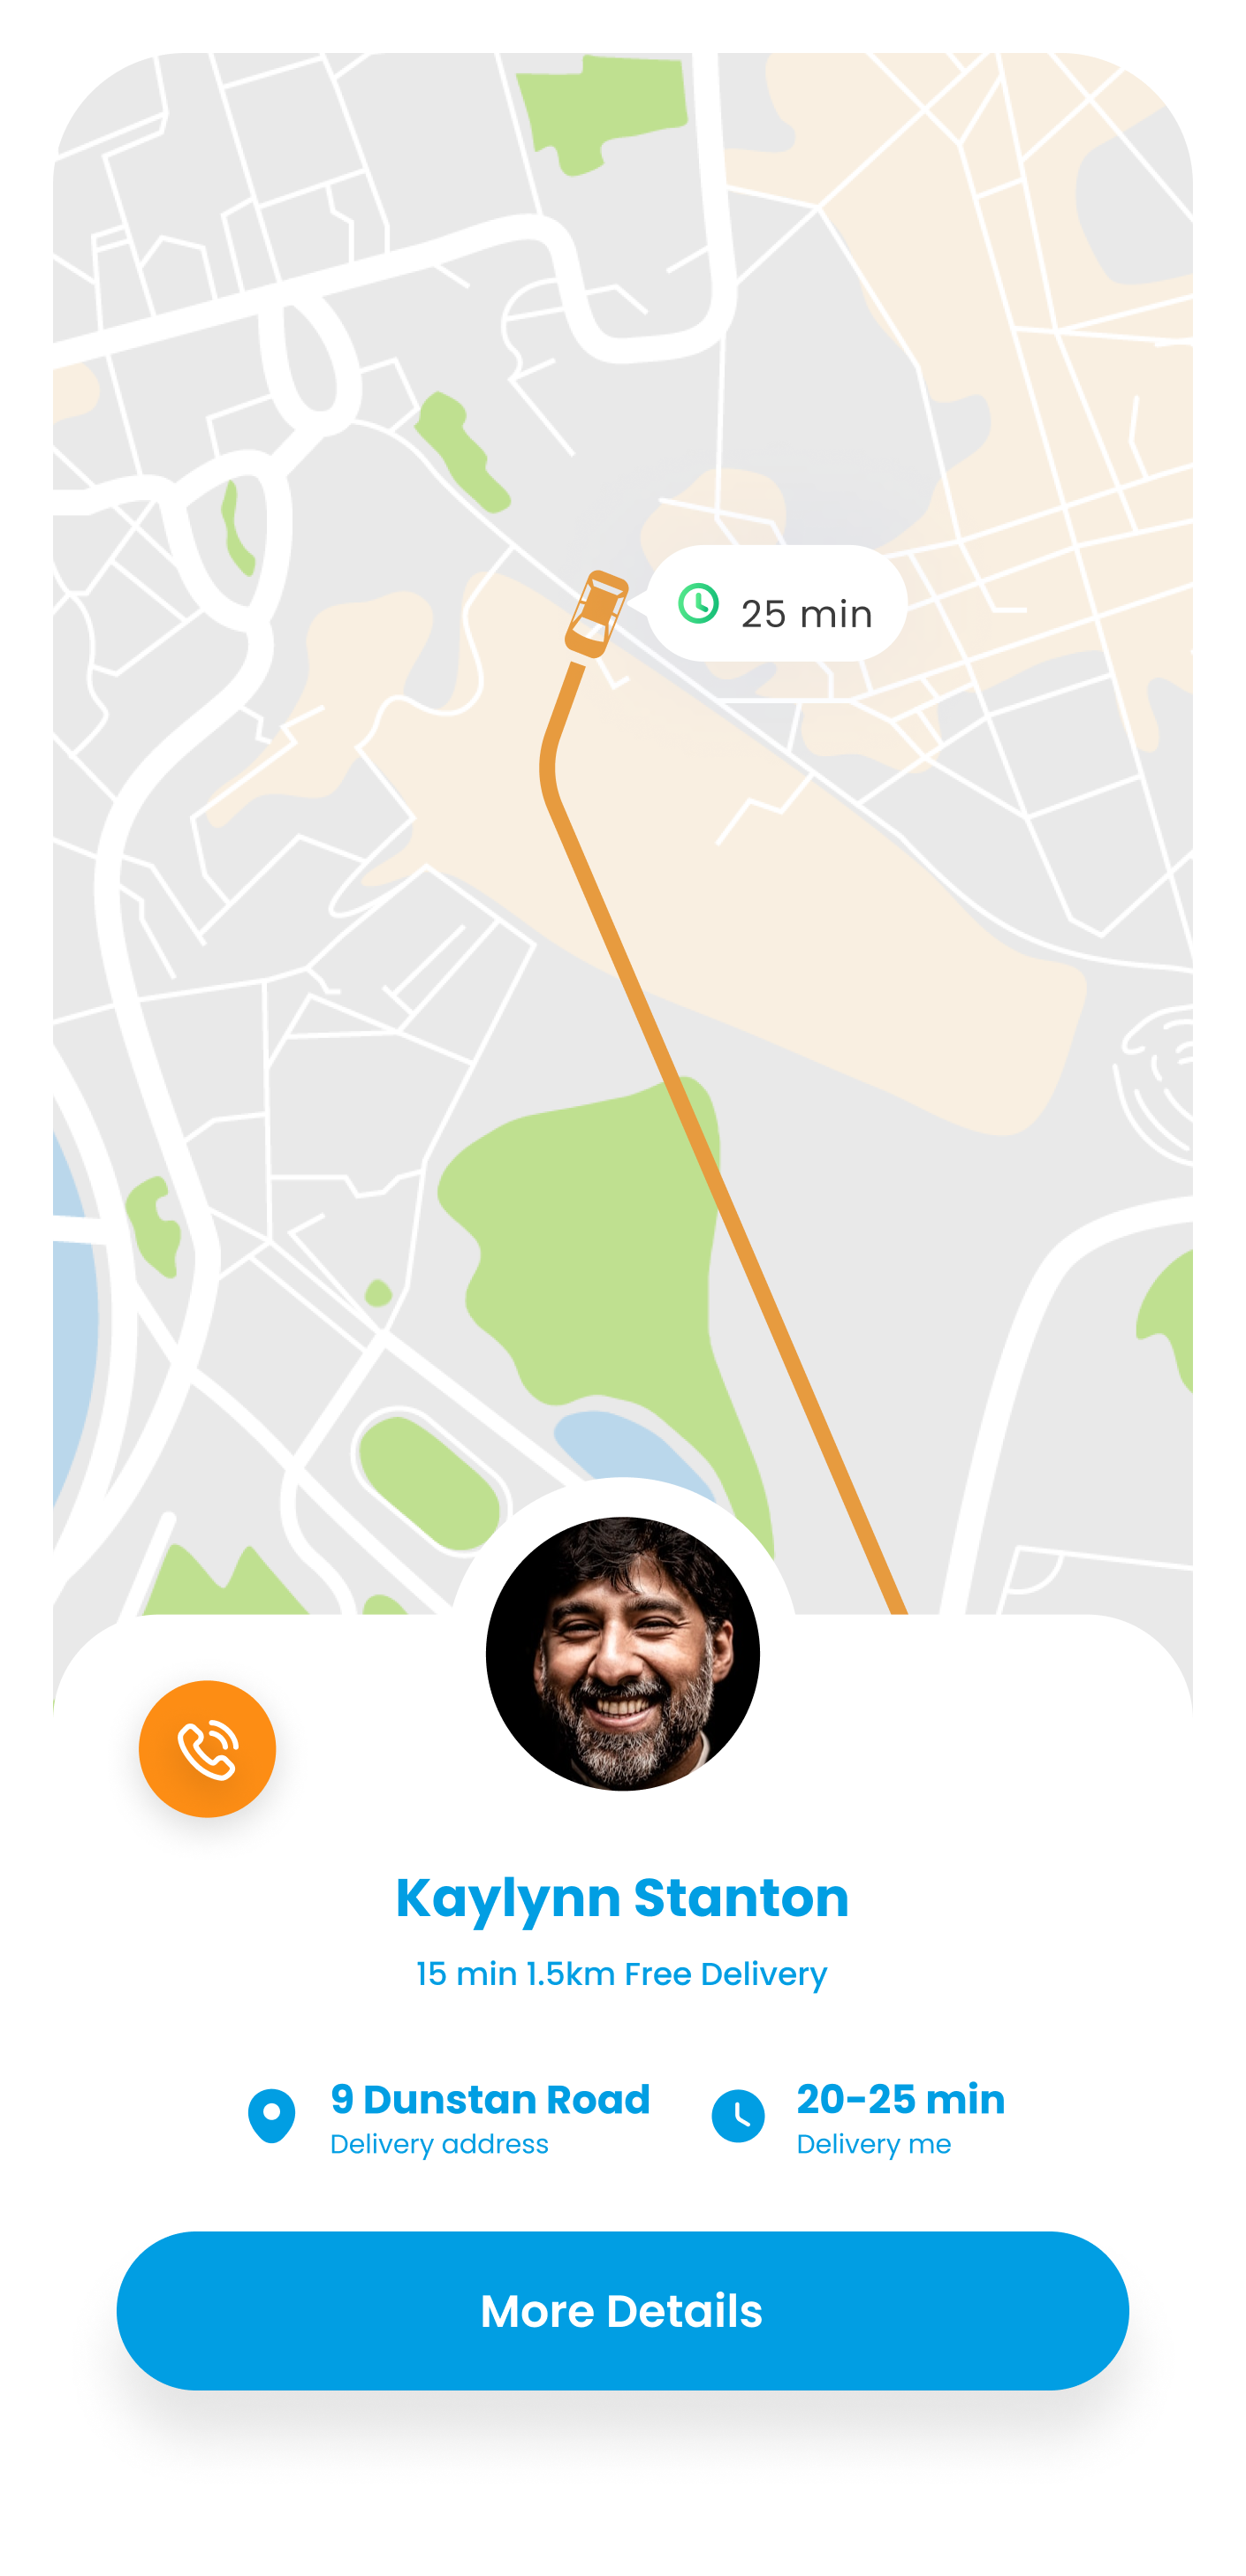 25 min
Kaylynn Stanton
15 min 1.5km Free Delivery
9 Dunstan Road
Delivery address
20-25 min
Delivery me
More Details